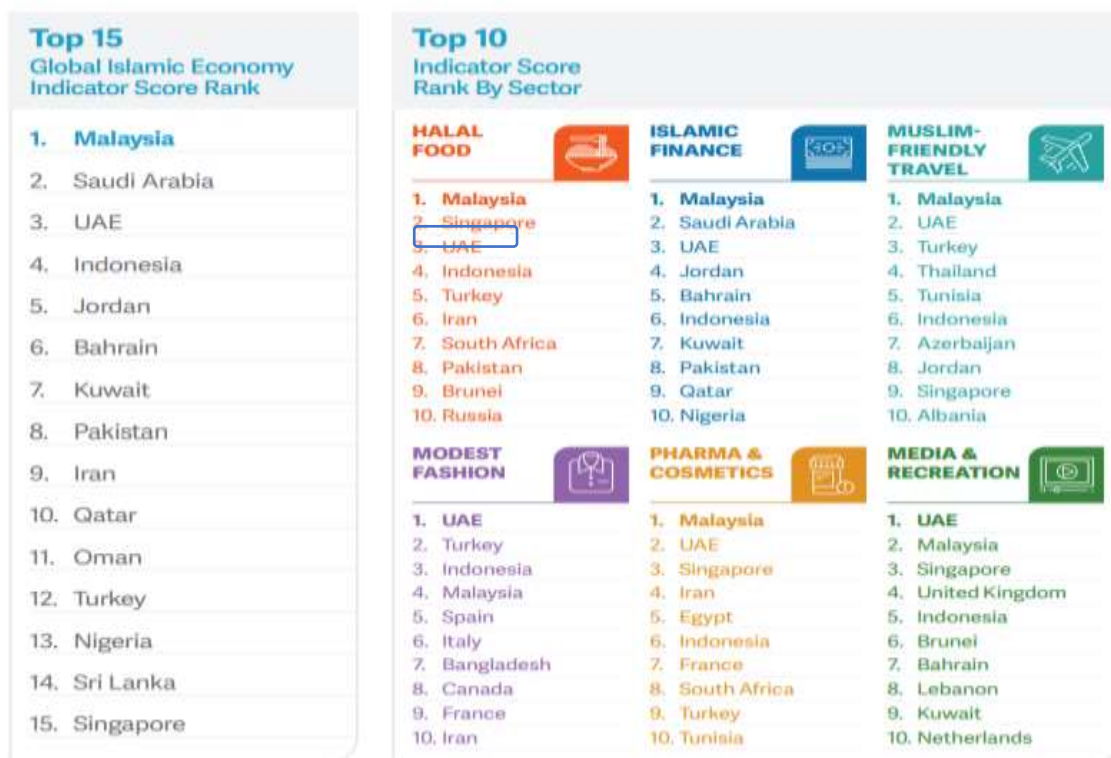 Top 15
Global Islamic Economy
Indicator Score Rank
1. Malaysia
2. Saudi Arabia
3. UAE
4. Indonesia
5. Jordan
6. Bahrain
7. Kuwait
8. Pakistan
9. Iran
10. Qatar
11. Oman
12. Turkey
13. Nigeria
14. Sri Lanka
15. Singapore
Top 10
Indicator Score
Rank By Sector
HALAL
FOOD
1. Malaysia
2. Singapore
3. UAE
4. Indonesia
5. Turkey
6. Iran
7. South Africa
8. Pakistan
9. Brunei
10. Russia
ISLAMIC
FINANCE
1. Malaysia
2. Saudi Arabia
3. UAE
4. Jordan
5. Bahrain
6. Indonesia
7. Kuwait
8. Pakistan
9. Qatar
10. Nigeria
MUSLIM-
FRIENDLY
TRAVEL
1. Malaysia
2. UAE
3. Turkey
4. Thailand
5. Tunisia
6. Indonesia
7. Azerbaijan
8. Jordan
9. Singapore
10. Albania
MODEST
FASHION
1. UAE
2. Turkey
3. Indonesia
4. Malaysia
5. Spain
6. Italy
7. Bangladesh
8. Canada
9. France
10. Iran
PHARMA &
COSMETICS
1. Malaysia
2. UAE
3. Singapore
4. Iran
5. Egypt
6. Indonesia
7. France
8. South Africa
9. Turkey
10. Tunisia
MEDIA &
RECREATION
1. UAE
2. Malaysia
3. Singapore
4. United Kingdom
5. Indonesia
6. Brunei
7. Bahrain
8. Lebanon
9. Kuwait
10. Netherlands